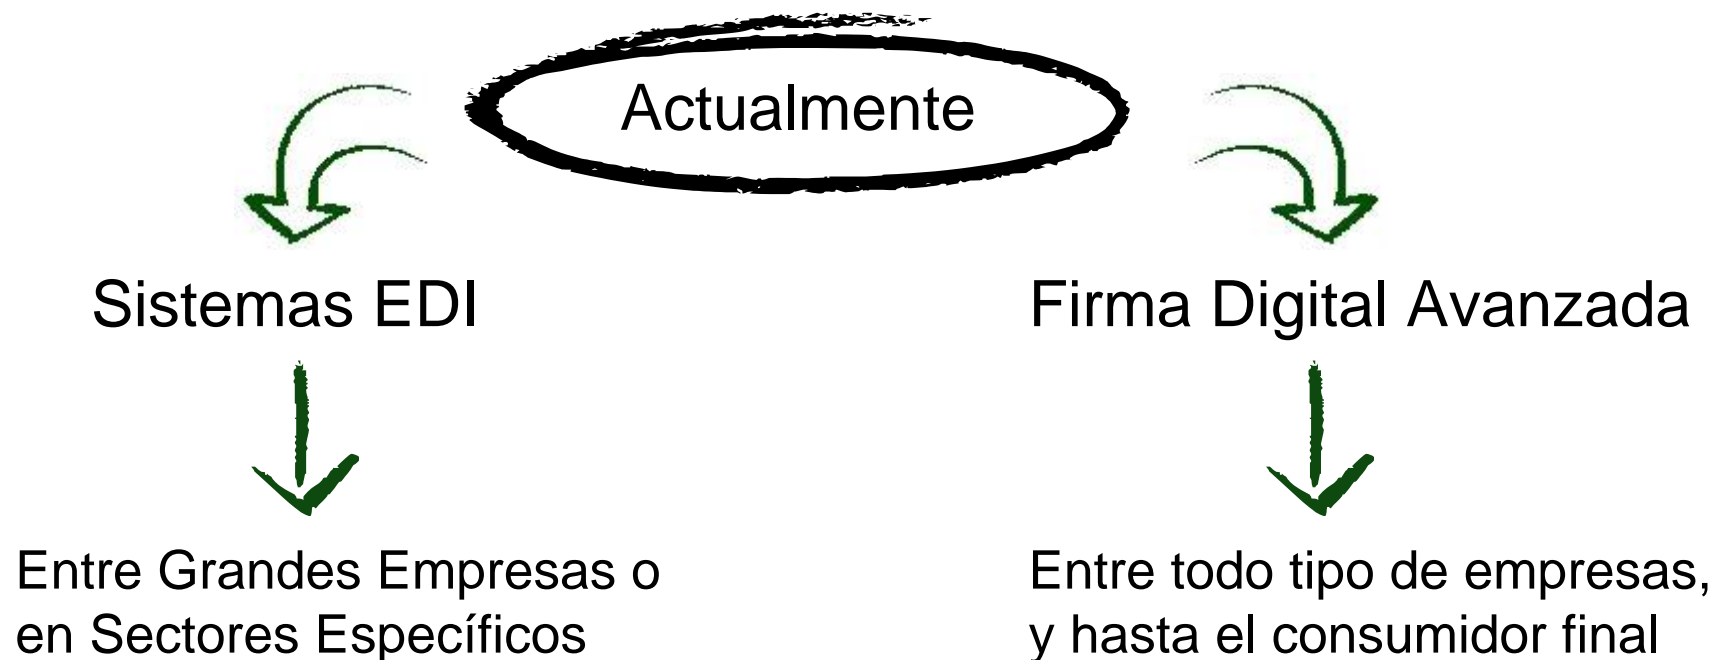 Actualmente
Sistemas EDI
Firma Digital Avanzada
Entre Grandes Empresas o
en Sectores Específicos
Entre todo tipo de empresas,
y hasta el consumidor final